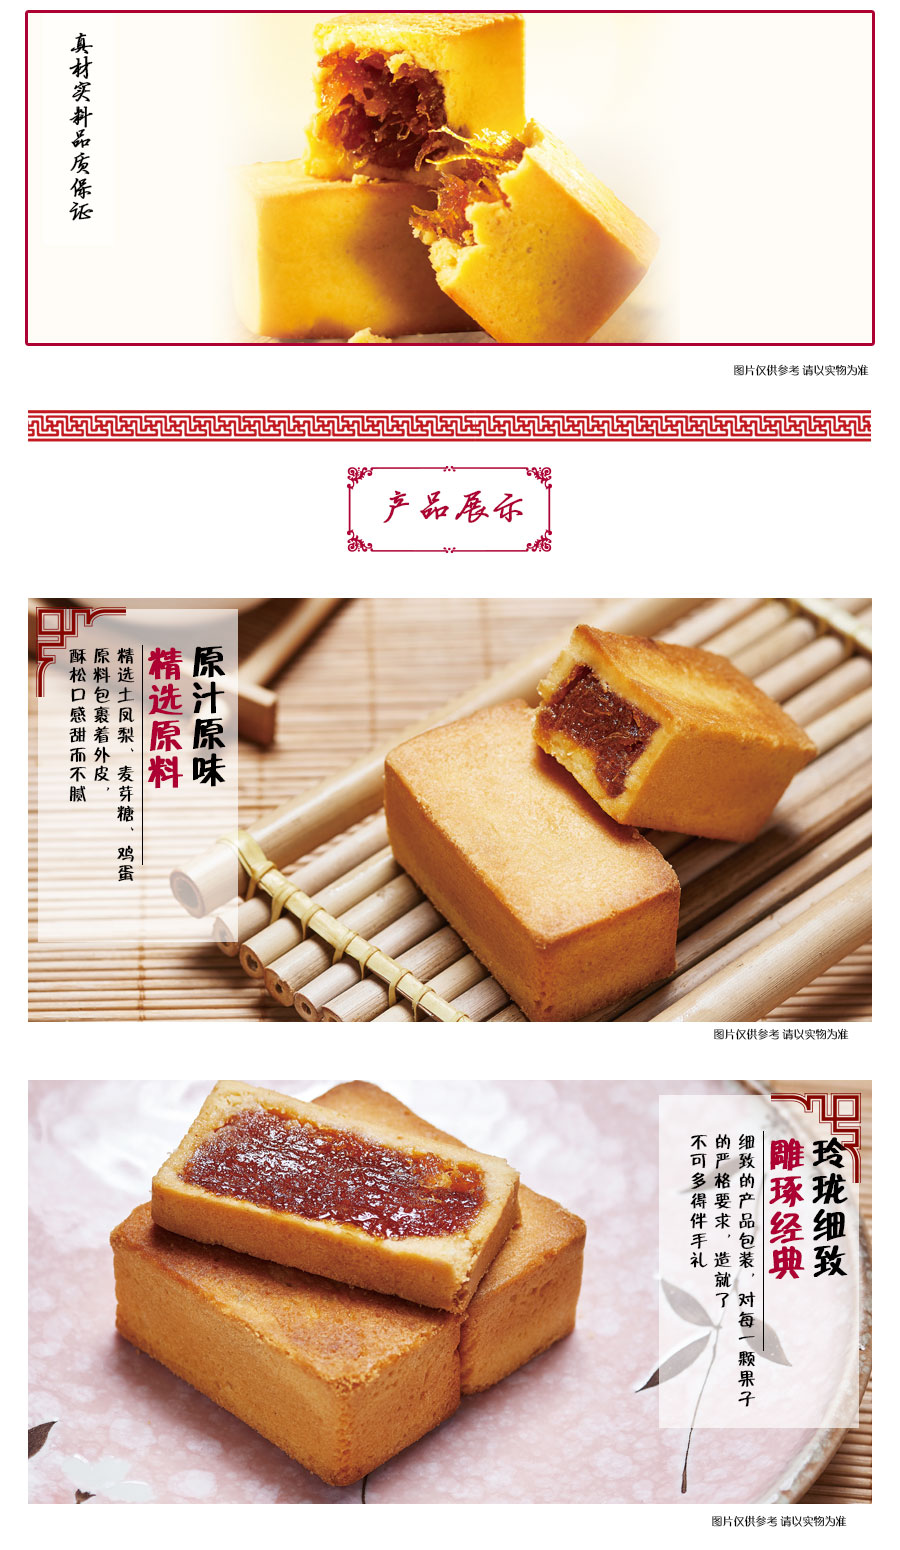 真材实料品质保证
图片仅供参考 请以实物为准
产品展示
原汁原味
精选原料
精选土凤梨、麦芽糖、鸡蛋
原料包裹着外皮，
酥松口感甜而不腻
图片仅供参考 请以实物为准
玲珑细致
雕琢经典
细致的产品包装，对每一颗果子
的严格要求，造就了
不可多得伴手礼
图片仅供参考 请以实物为准